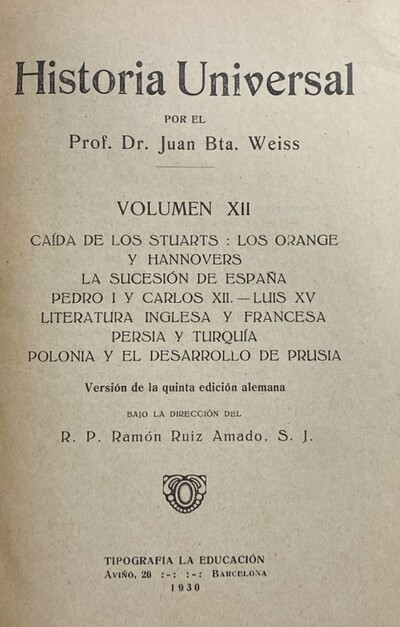 Historia Universal
POR EL
Prof. Dr. Juan Bta. Weiss
VOLUMEN XII
CAÍDA DE LOS STUARTS : LOS ORANGE
Y HANNOVERS
LA SUCESIÓN DE ESPAÑA
PEDRO I Y CARLOS XII. — LUIS XV
LITERATURA INGLESA Y FRANCESA
PERSIA Y TURQUÍA
POLONIA Y EL DESARROLLO DE PRUSIA
Versión de la quinta edición alemana
BAJO LA DIRECCIÓN DEL
R. P. Ramón Ruiz Amado, S. J.
TIPOGRAFIA LA EDUCACIÓN
AVIÑÓ, 20 :-: :-: BARCELONA
1930